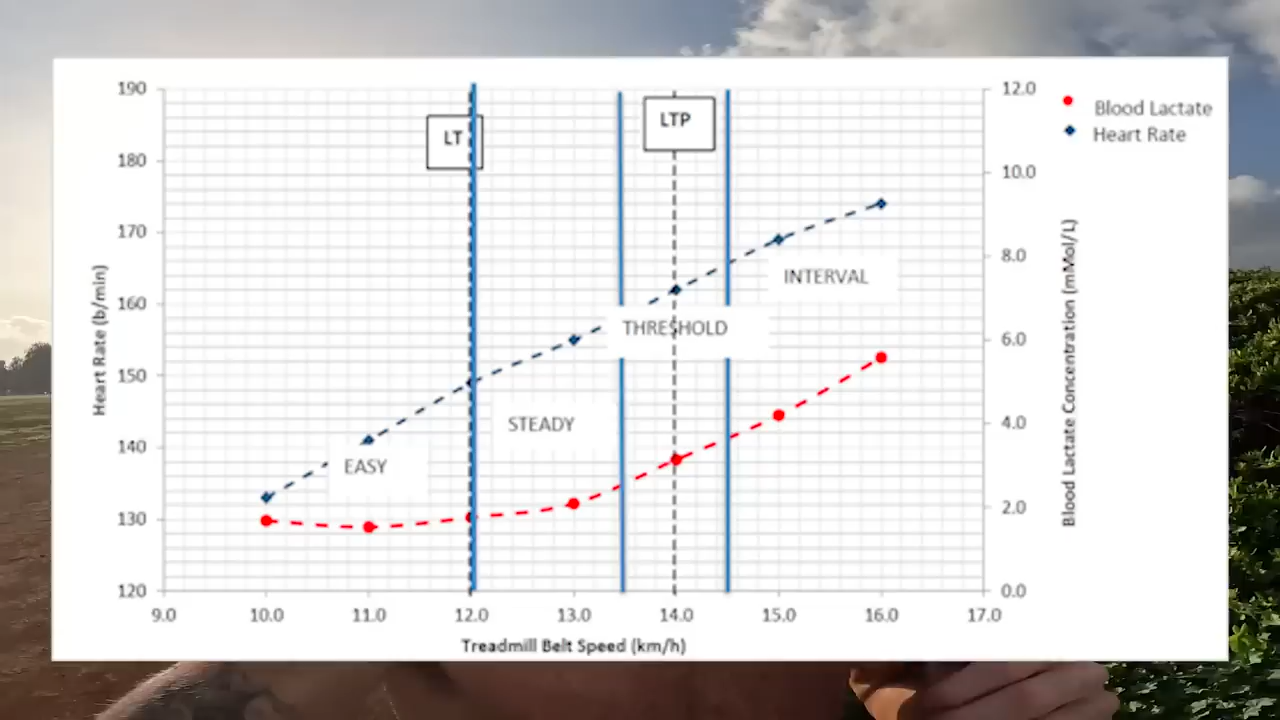 190
180
170
160
150
140
130
120
Heart Rate (b/min)
LT
LTP
EASY
STEADY
THRESHOLD
INTERVAL
12.0
10.0
8.0
6.0
4.0
2.0
0.0
Blood Lactate Concentration (mMol/L)
Blood Lactate
Heart Rate
9.0 10.0 11.0 12.0 13.0 14.0 15.0 16.0 17.0
Treadmill Belt Speed (km/h)